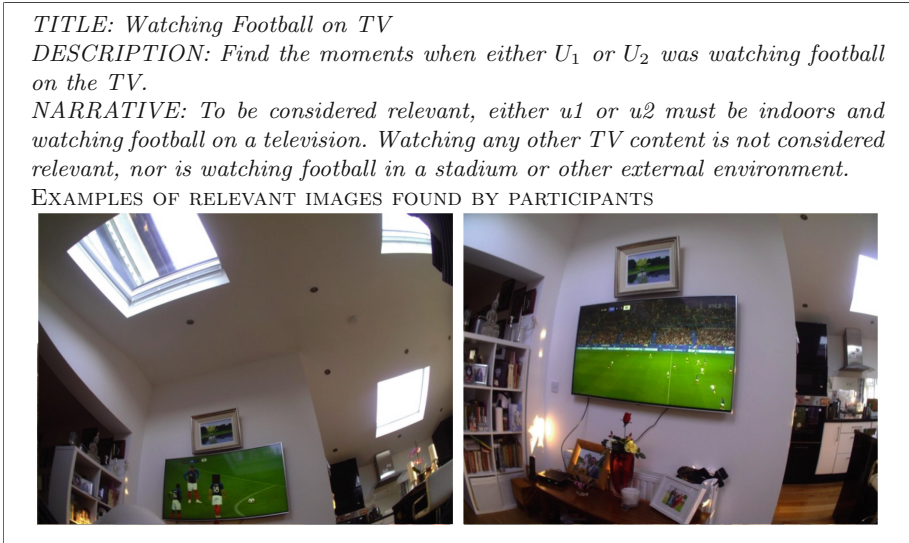 TITLE: Watching Football on TV
DESCRIPTION: Find the moments when either U₁ or U₂ was watching football
on the TV.
NARRATIVE: To be considered relevant, either u1 or u2 must be indoors and
watching football on a television. Watching any other TV content is not considered
relevant, nor is watching football in a stadium or other external environment.
EXAMPLES OF RELEVANT IMAGES FOUND BY PARTICIPANTS